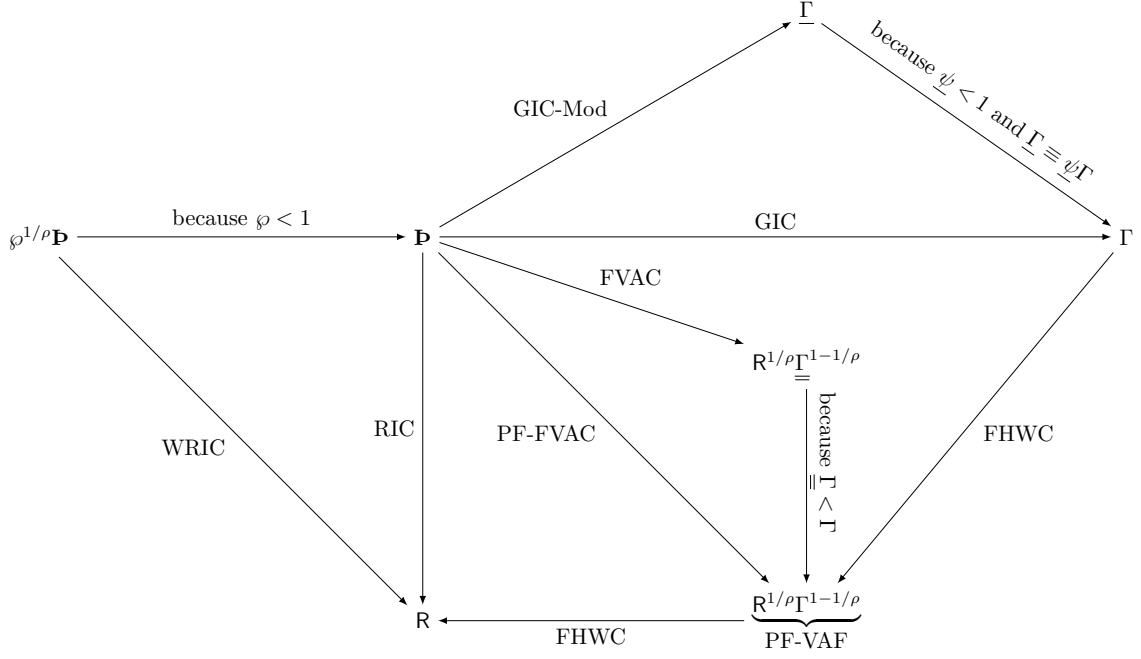 Γ̲
because ψ̲ < 1 and Γ̲ ≡ ψ̲Γ
GIC-Mod
℘^{1/ρ}Þ
because ℘ < 1
Þ
GIC
Γ
FVAC
R^{1/ρ}Γ̳^{1−1/ρ}
because Γ̳ < Γ
WRIC
RIC
PF-FVAC
FHWC
R^{1/ρ}Γ^{1−1/ρ}
PF-VAF
R
FHWC